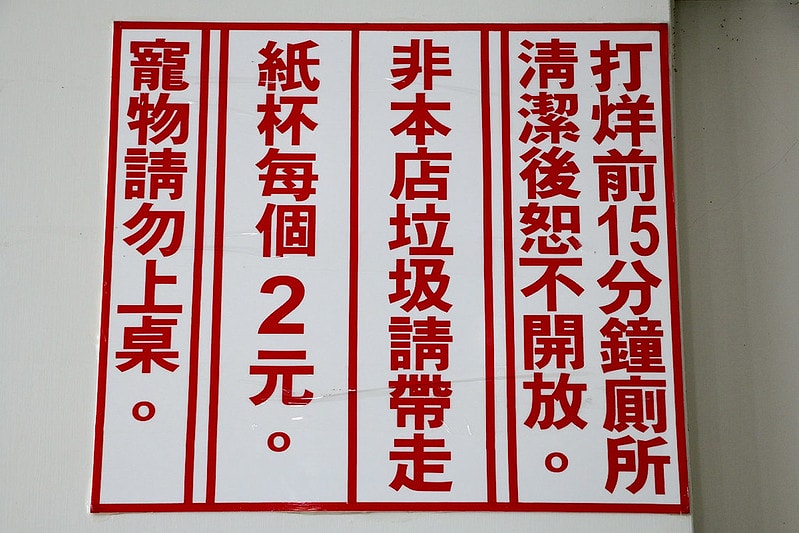 打烊前15分鐘廁所
清潔後恕不開放。
非本店垃圾請帶走
紙杯每個2元。
寵物請勿上桌。